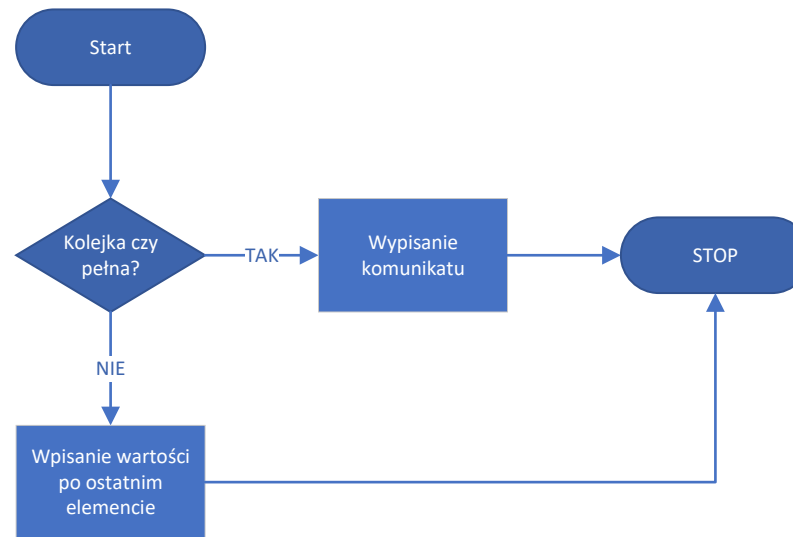 Start
Kolejka czy
pełna?
TAK
Wypisanie
komunikatu
STOP
NIE
Wpisanie wartości
po ostatnim
elemencie